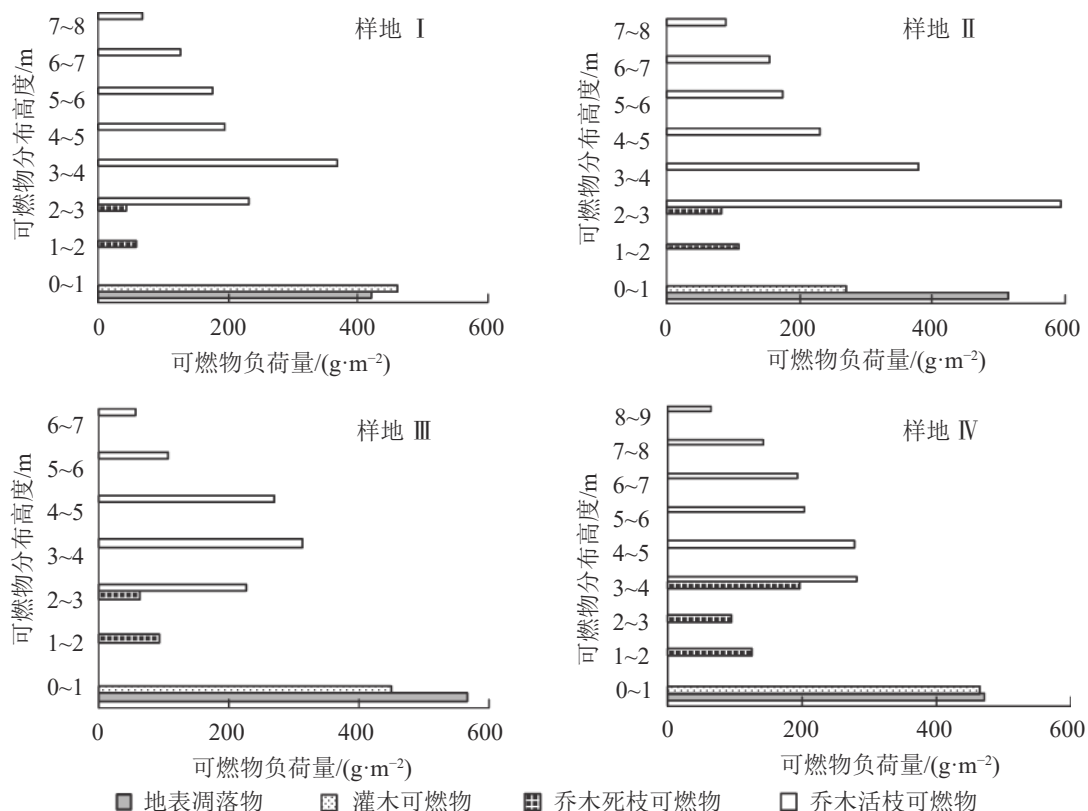 样地 Ⅰ
可燃物分布高度/m
7~8
6~7
5~6
4~5
3~4
2~3
1~2
0~1
0 200 400 600
可燃物负荷量/(g·m⁻²)
样地 Ⅱ
可燃物分布高度/m
7~8
6~7
5~6
4~5
3~4
2~3
1~2
0~1
0 200 400 600
可燃物负荷量/(g·m⁻²)
样地 Ⅲ
可燃物分布高度/m
6~7
5~6
4~5
3~4
2~3
1~2
0~1
0 200 400 600
可燃物负荷量/(g·m⁻²)
样地 Ⅳ
可燃物分布高度/m
8~9
7~8
6~7
5~6
4~5
3~4
2~3
1~2
0~1
0 200 400 600
可燃物负荷量/(g·m⁻²)
地表凋落物 灌木可燃物 乔木死枝可燃物 乔木活枝可燃物